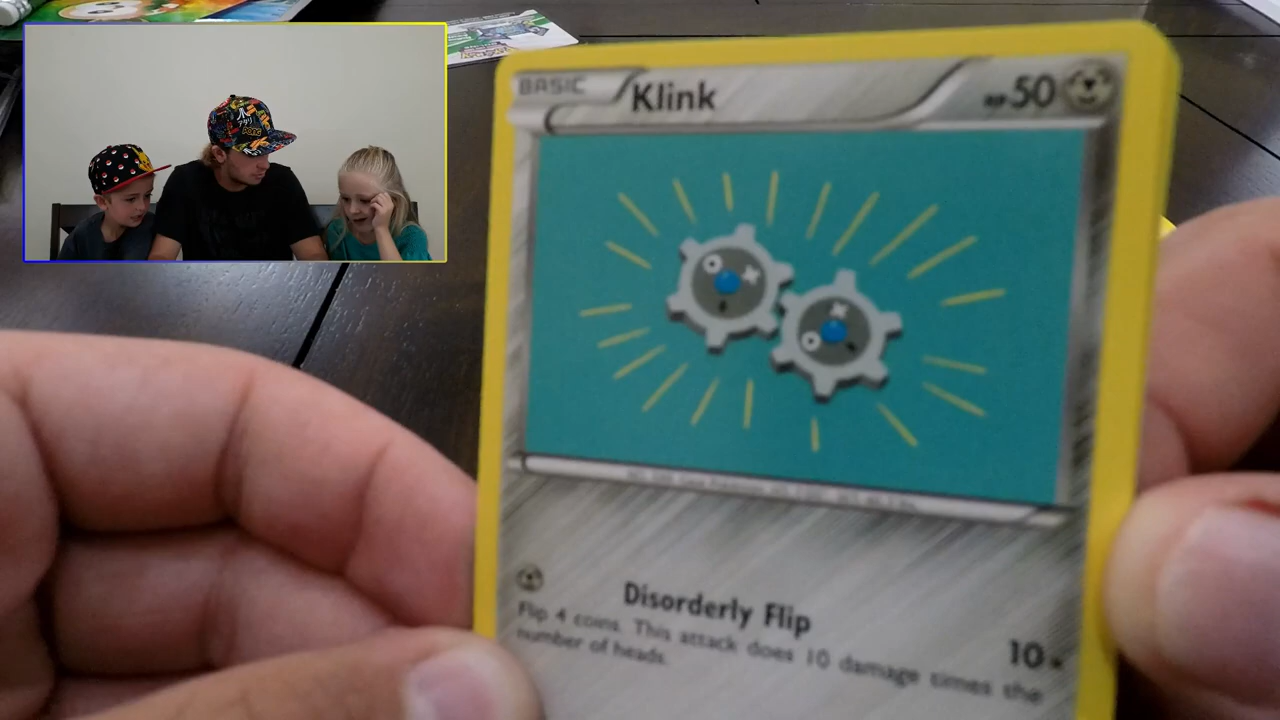 BASIC Klink HP50
Disorderly Flip 10×
Flip 4 coins. This attack does 10 damage times the
number of heads.
PONG